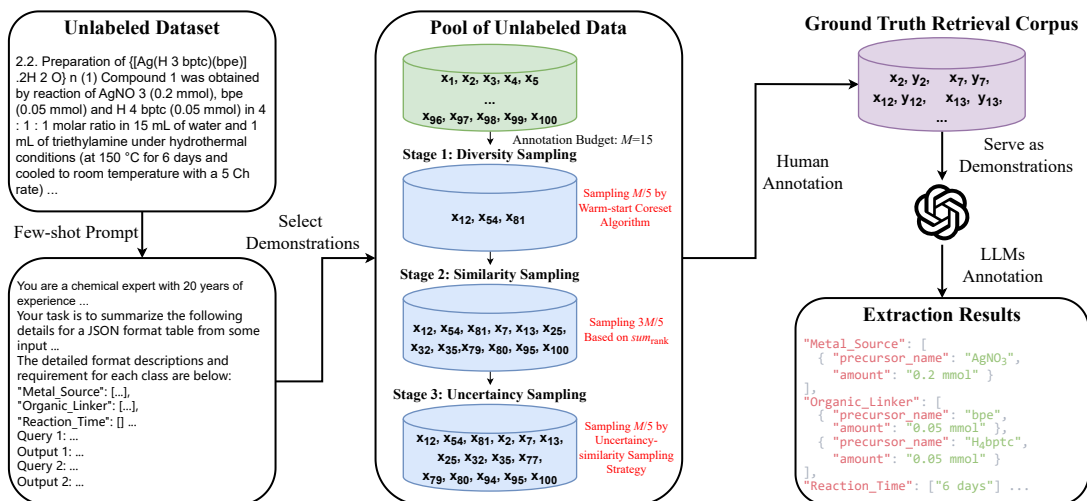 Unlabeled Dataset
2.2. Preparation of {[Ag(H 3 bptc)(bpe)]
.2H 2 O} n (1) Compound 1 was obtained
by reaction of AgNO 3 (0.2 mmol), bpe
(0.05 mmol) and H 4 bptc (0.05 mmol) in 4
: 1 : 1 molar ratio in 15 mL of water and 1
mL of triethylamine under hydrothermal
conditions (at 150 °C for 6 days and
cooled to room temperature with a 5 Ch
rate) ...
Few-shot Prompt
You are a chemical expert with 20 years of
experience ...
Your task is to summarize the following
details for a JSON format table from some
input ...
The detailed format descriptions and
requirement for each class are below:
"Metal_Source": [...],
"Organic_Linker": [...],
"Reaction_Time": [] ...
Query 1: ...
Output 1: ...
Query 2: ...
Output 2: ...
Select
Demonstrations
Pool of Unlabeled Data
x1, x2, x3, x4, x5
...
x96, x97, x98, x99, x100
Annotation Budget: M=15
Stage 1: Diversity Sampling
x12, x54, x81
Sampling M/5 by
Warm-start Coreset
Algorithm
Stage 2: Similarity Sampling
x12, x54, x81, x7, x13, x25,
x32, x35,x79, x80, x95, x100
Sampling 3M/5
Based on sumrank
Stage 3: Uncertainty Sampling
x12, x54, x81, x2, x7, x13,
x25, x32, x35, x77,
x79, x80, x94, x95, x100
Sampling M/5 by
Uncertainty-
similarity Sampling
Strategy
Human
Annotation
Ground Truth Retrieval Corpus
x2, y2, x7, y7,
x12, y12, x13, y13,
...
Serve as
Demonstrations
LLMs
Annotation
Extraction Results
"Metal_Source": [
{ "precursor_name": "AgNO3",
"amount": "0.2 mmol" }
],
"Organic_Linker": [
{ "precursor_name": "bpe",
"amount": "0.05 mmol" },
{ "precursor_name": "H4bptc",
"amount": "0.05 mmol" }
],
"Reaction_Time": ["6 days"] ...